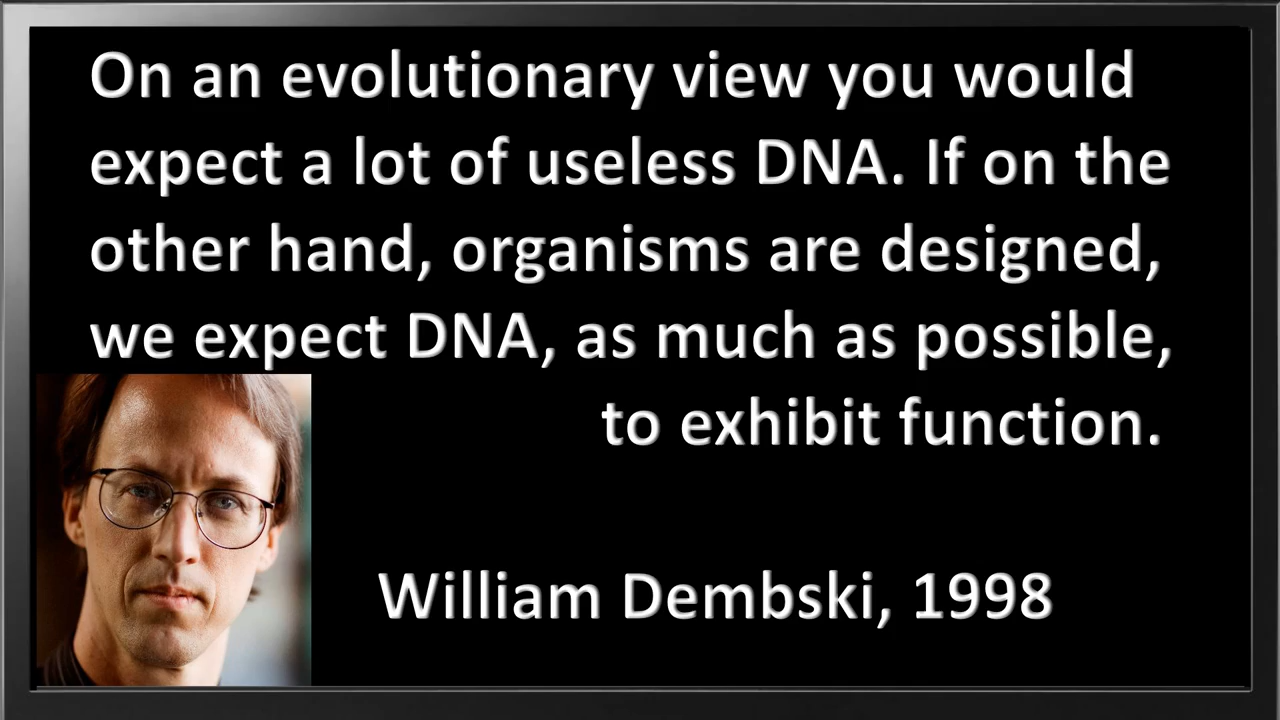 On an evolutionary view you would
expect a lot of useless DNA. If on the
other hand, organisms are designed,
we expect DNA, as much as possible,
to exhibit function.
William Dembski, 1998